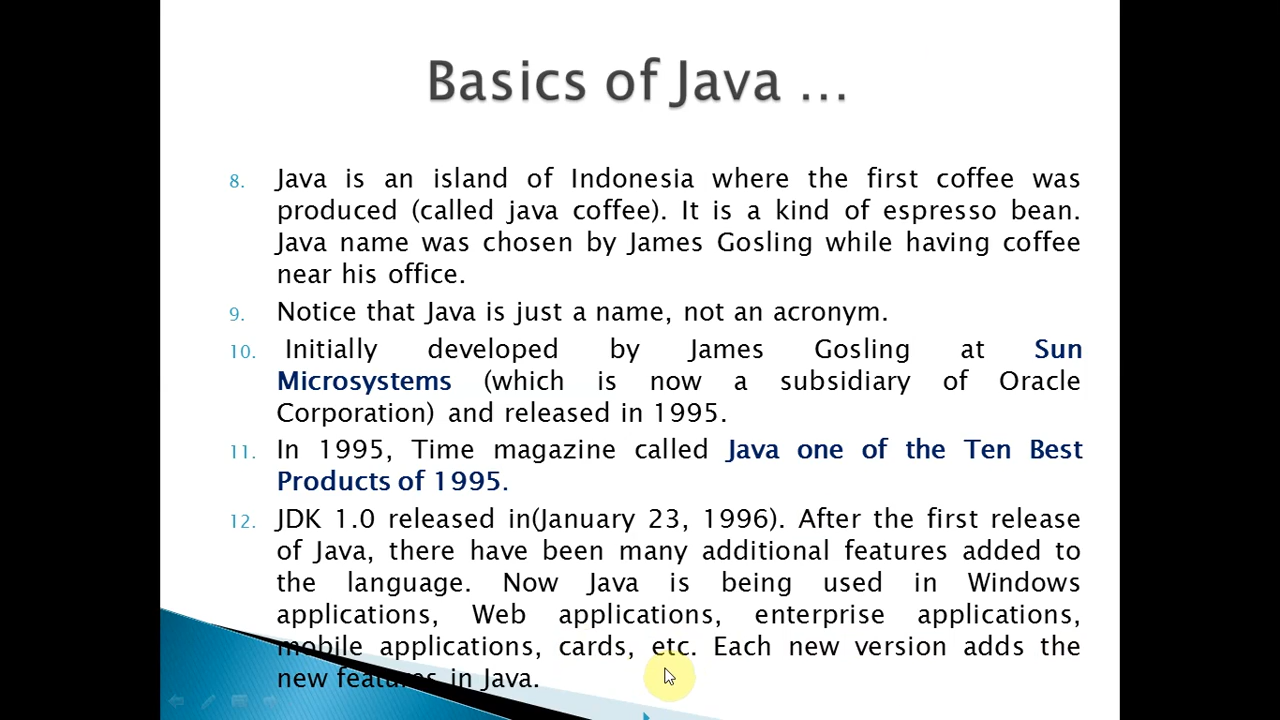 Basics of Java ...
8. Java is an island of Indonesia where the first coffee was
produced (called java coffee). It is a kind of espresso bean.
Java name was chosen by James Gosling while having coffee
near his office.
9. Notice that Java is just a name, not an acronym.
10. Initially developed by James Gosling at Sun
Microsystems (which is now a subsidiary of Oracle
Corporation) and released in 1995.
11. In 1995, Time magazine called Java one of the Ten Best
Products of 1995.
12. JDK 1.0 released in(January 23, 1996). After the first release
of Java, there have been many additional features added to
the language. Now Java is being used in Windows
applications, Web applications, enterprise applications,
mobile applications, cards, etc. Each new version adds the
new features in Java.